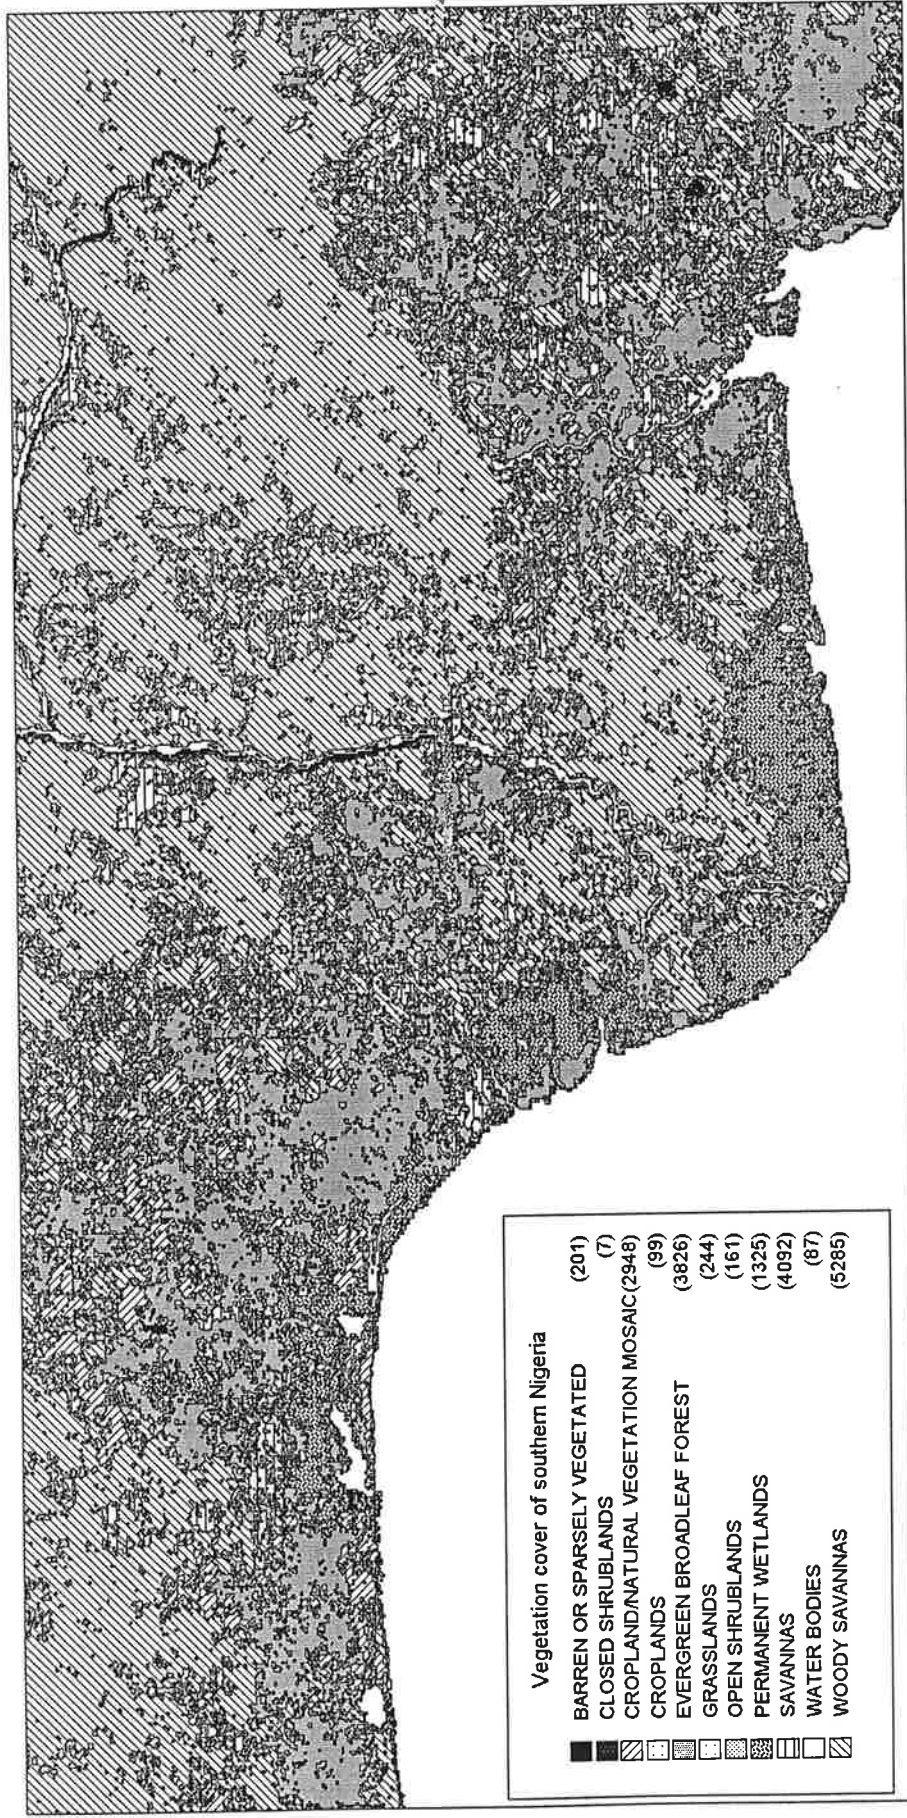 Vegetation cover of southern Nigeria
BARREN OR SPARSELY VEGETATED (201)
CLOSED SHRUBLANDS (7)
CROPLAND/NATURAL VEGETATION MOSAIC (2948)
CROPLANDS (99)
EVERGREEN BROADLEAF FOREST (3826)
GRASSLANDS (244)
OPEN SHRUBLANDS (161)
PERMANENT WETLANDS (1325)
SAVANNAS (4092)
WATER BODIES (87)
WOODY SAVANNAS (5285)